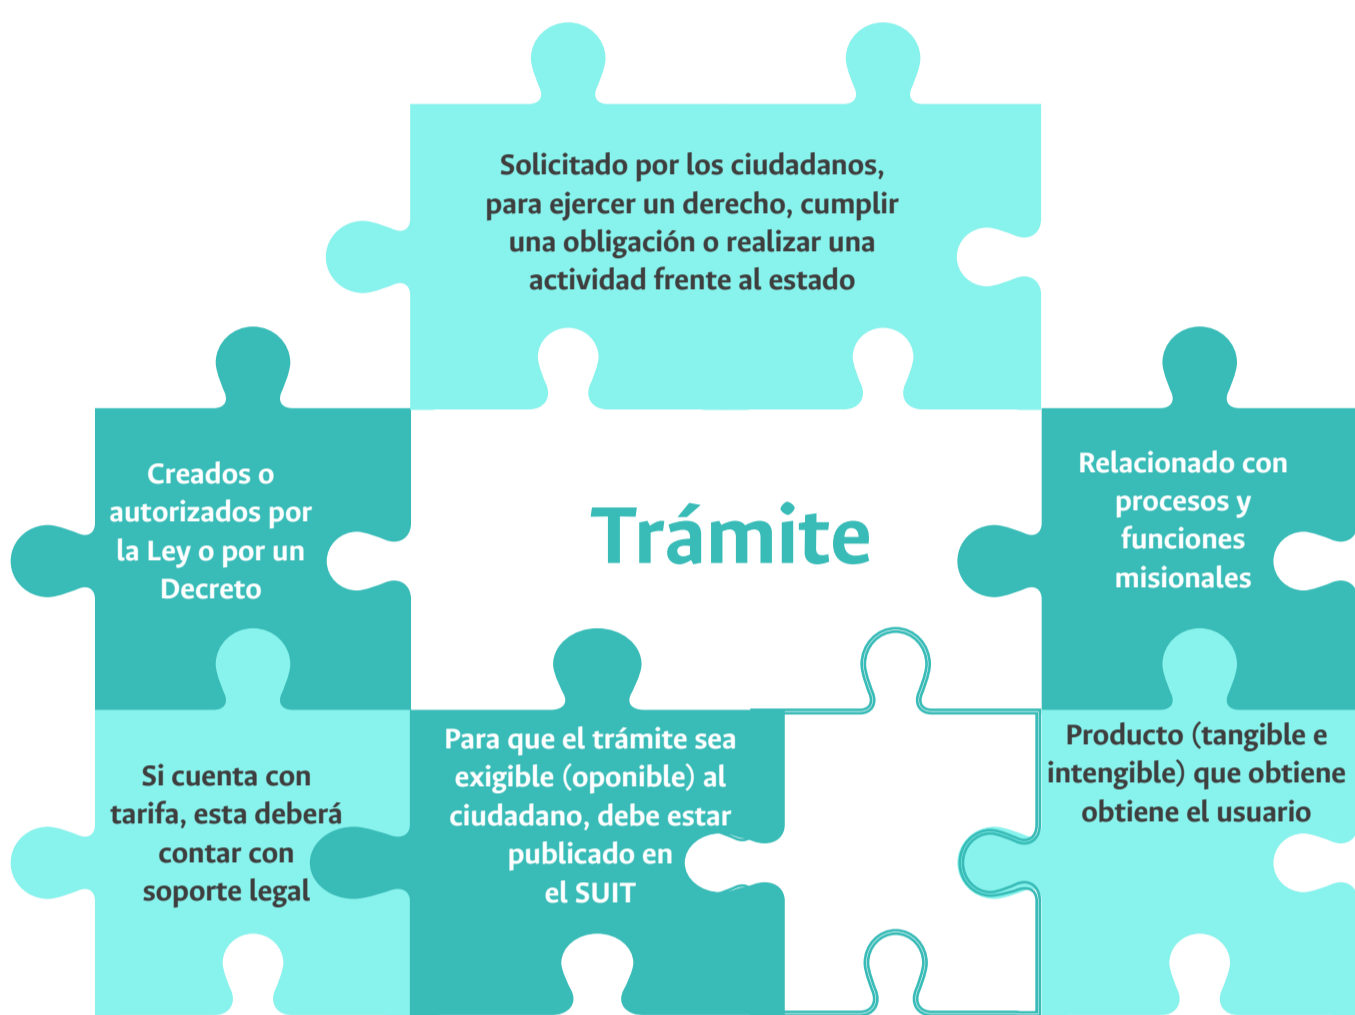 Solicitado por los ciudadanos,
para ejercer un derecho, cumplir
una obligación o realizar una
actividad frente al estado
Creados o
autorizados por
la Ley o por un
Decreto
Trámite
Relacionado con
procesos y
funciones
misionales
Si cuenta con
tarifa, esta deberá
contar con
soporte legal
Para que el trámite sea
exigible (oponible) al
ciudadano, debe estar
publicado en
el SUIT
Producto (tangible e
intengible) que obtiene
obtiene el usuario